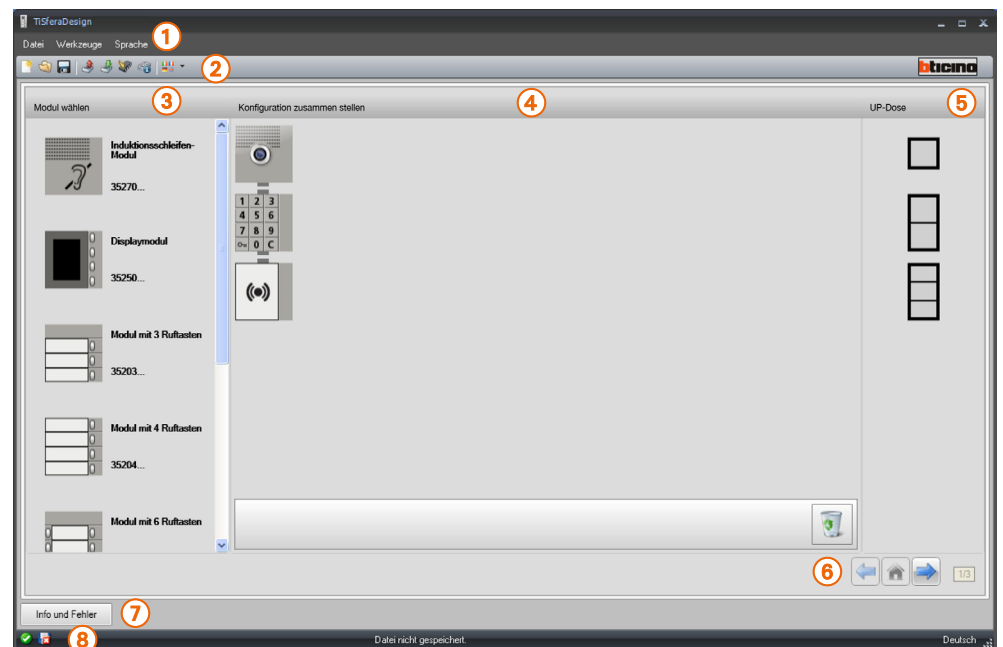 TiSferaDesign
Datei Werkzeuge Sprache
1
2
bticino
Modul wählen
3
Konfiguration zusammen stellen
4
UP-Dose
5
Induktionsschleifen-
Modul
35270...
Displaymodul
35250...
Modul mit 3 Ruftasten
35203...
Modul mit 4 Ruftasten
35204...
Modul mit 6 Ruftasten
1 2 3
4 5 6
7 8 9
0 C
6
1/3
Info und Fehler
7
8
Datei nicht gespeichert.
Deutsch